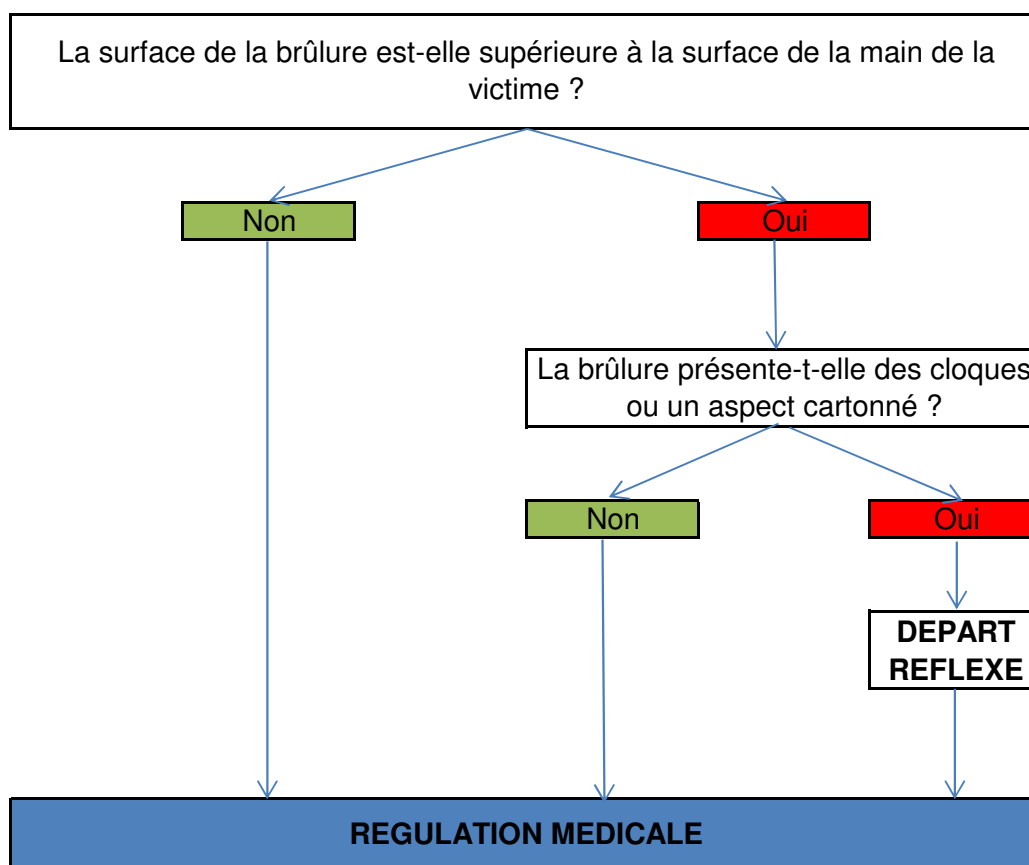 La surface de la brûlure est-elle supérieure à la surface de la main de la
victime ?
Non
Oui
La brûlure présente-t-elle des cloques
ou un aspect cartonné ?
Non
Oui
DEPART
REFLEXE
REGULATION MEDICALE